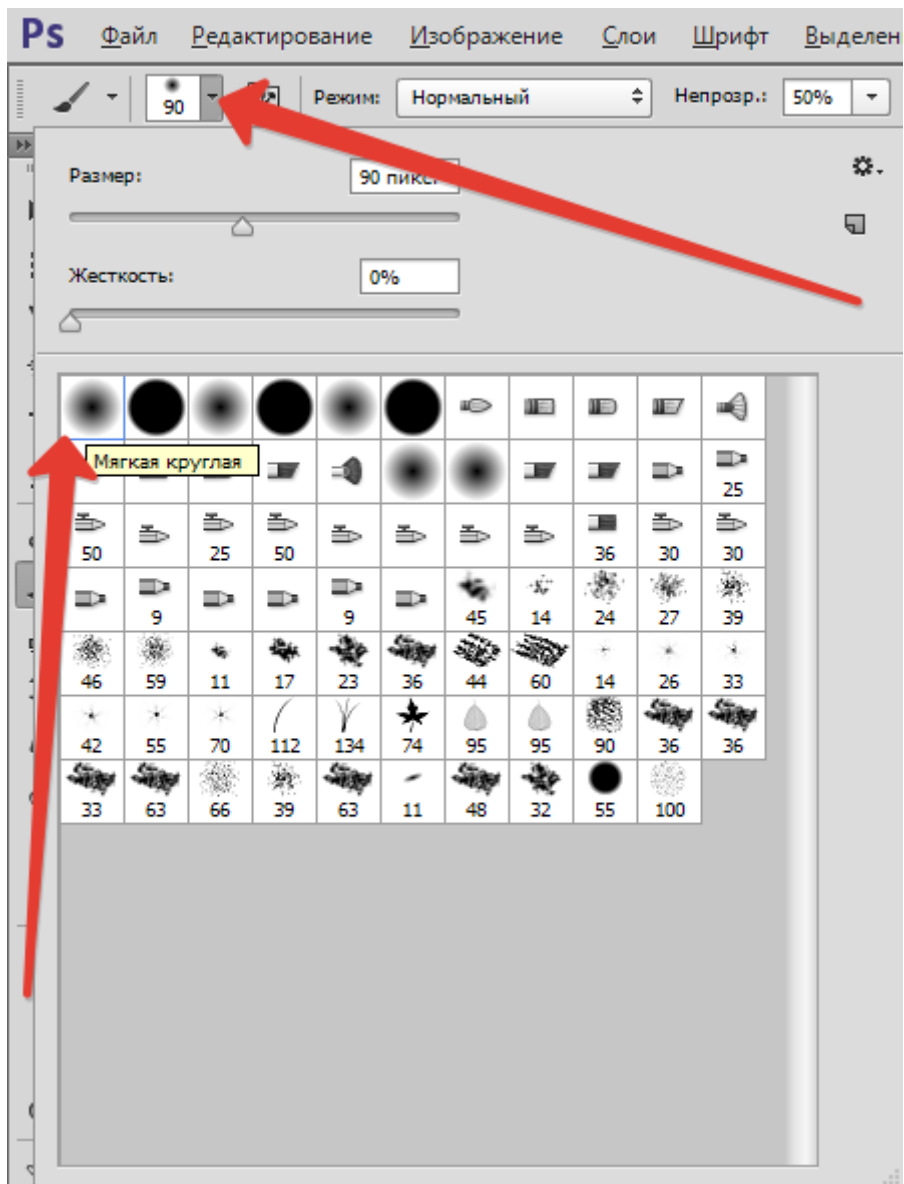 Ps Файл Редактирование Изображение Слои Шрифт Выделен
90 Режим: Нормальный Непрозр.: 50%
Размер: 90 пикс.
Жесткость: 0%
Мягкая круглая
25
50 25 50 36 30 30
9 9 45 14 24 27 39
46 59 11 17 23 36 44 60 14 26 33
42 55 70 112 134 74 95 95 90 36 36
33 63 66 39 63 11 48 32 55 100